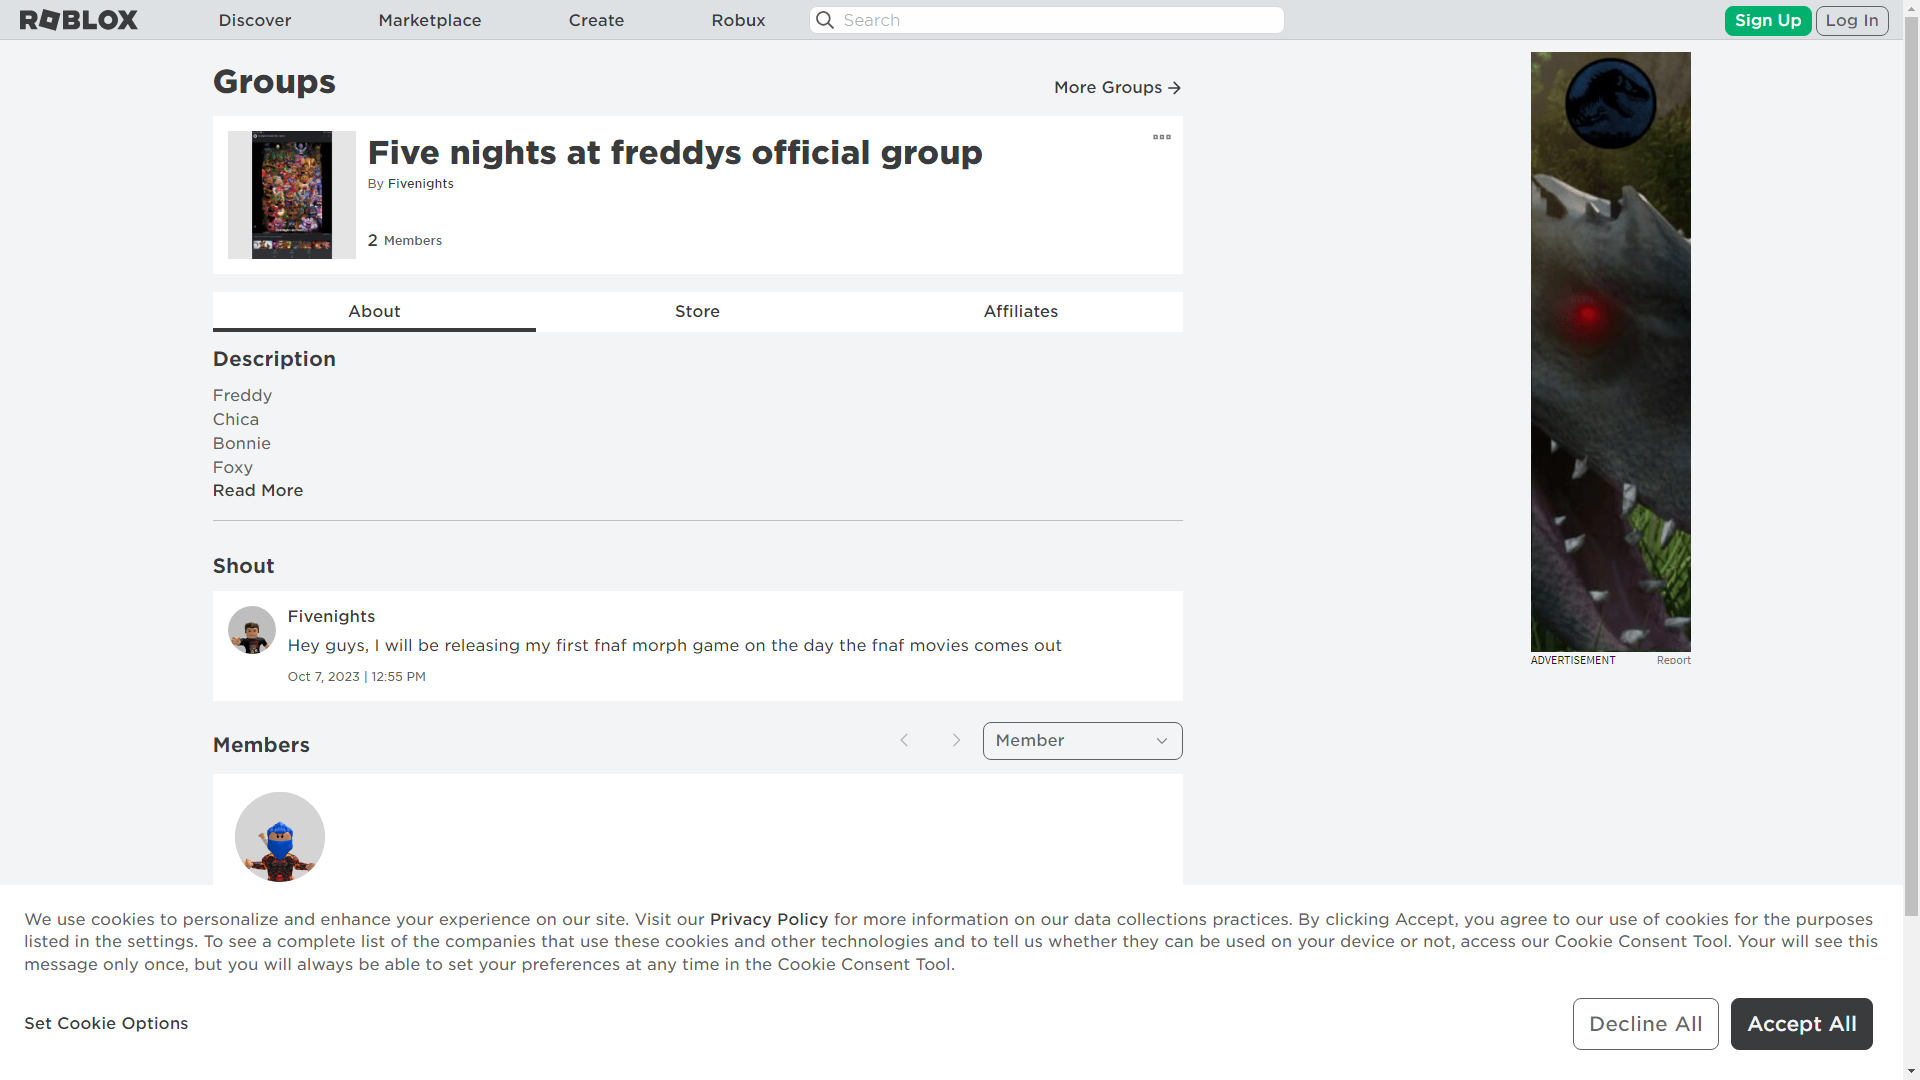 ROBLOX
Discover
Marketplace
Create
Robux
Search
Sign Up
Log In
Groups
More Groups
Five nights at freddys official group
By Fivenights
2 Members
About
Store
Affiliates
Description
Freddy
Chica
Bonnie
Foxy
Read More
Shout
Fivenights
Hey guys, I will be releasing my first fnaf morph game on the day the fnaf movies comes out
Oct 7, 2023 | 12:55 PM
ADVERTISEMENT
Report
Members
Member
We use cookies to personalize and enhance your experience on our site. Visit our Privacy Policy for more information on our data collections practices. By clicking Accept, you agree to our use of cookies for the purposes
listed in the settings. To see a complete list of the companies that use these cookies and other technologies and to tell us whether they can be used on your device or not, access our Cookie Consent Tool. Your will see this
message only once, but you will always be able to set your preferences at any time in the Cookie Consent Tool.
Set Cookie Options
Decline All
Accept All